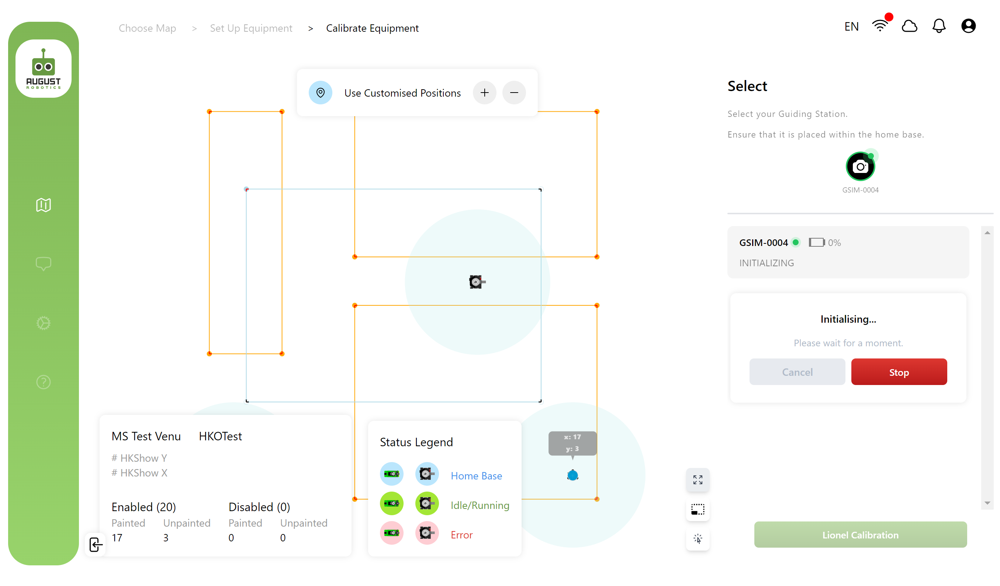 Choose Map > Set Up Equipment > Calibrate Equipment
EN
AUGUST
ROBOTICS
Use Customised Positions
Select
Select your Guiding Station.
Ensure that it is placed within the home base.
GSIM-0004
GSIM-0004 0%
INITIALIZING
Initialising...
Please wait for a moment.
Cancel Stop
x: 17
y: 3
MS Test Venu HKOTest
# HKShow Y
# HKShow X
Enabled (20) Disabled (0)
Painted Unpainted Painted Unpainted
17 3 0 0
Status Legend
Home Base
Idle/Running
Error
Lionel Calibration